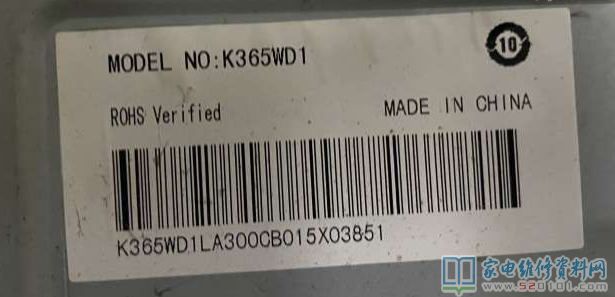 MODEL NO:K365WD1
10
ROHS Verified
MADE IN CHINA
K365WD1LA300CB015X03851
家电维修资料网
www.520101.com